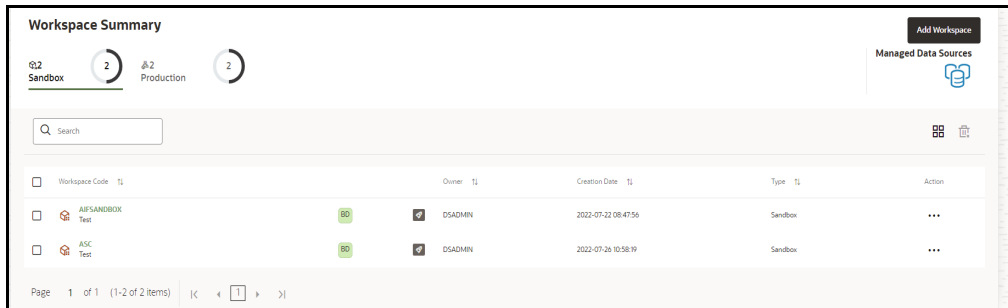 Workspace Summary
Add Workspace
2 2 2 2
Sandbox Production
Managed Data Sources
Search
Workspace Code Owner Creation Date Type Action
AIFSANDBOX
Test BD DSADMIN 2022-07-22 08:47:56 Sandbox
ASC
Test BD DSADMIN 2022-07-26 10:58:19 Sandbox
Page 1 of 1 (1-2 of 2 items) 1